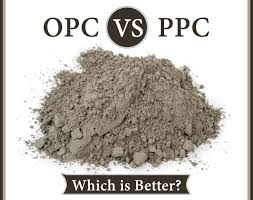 OPC VS PPC
Which is Better?